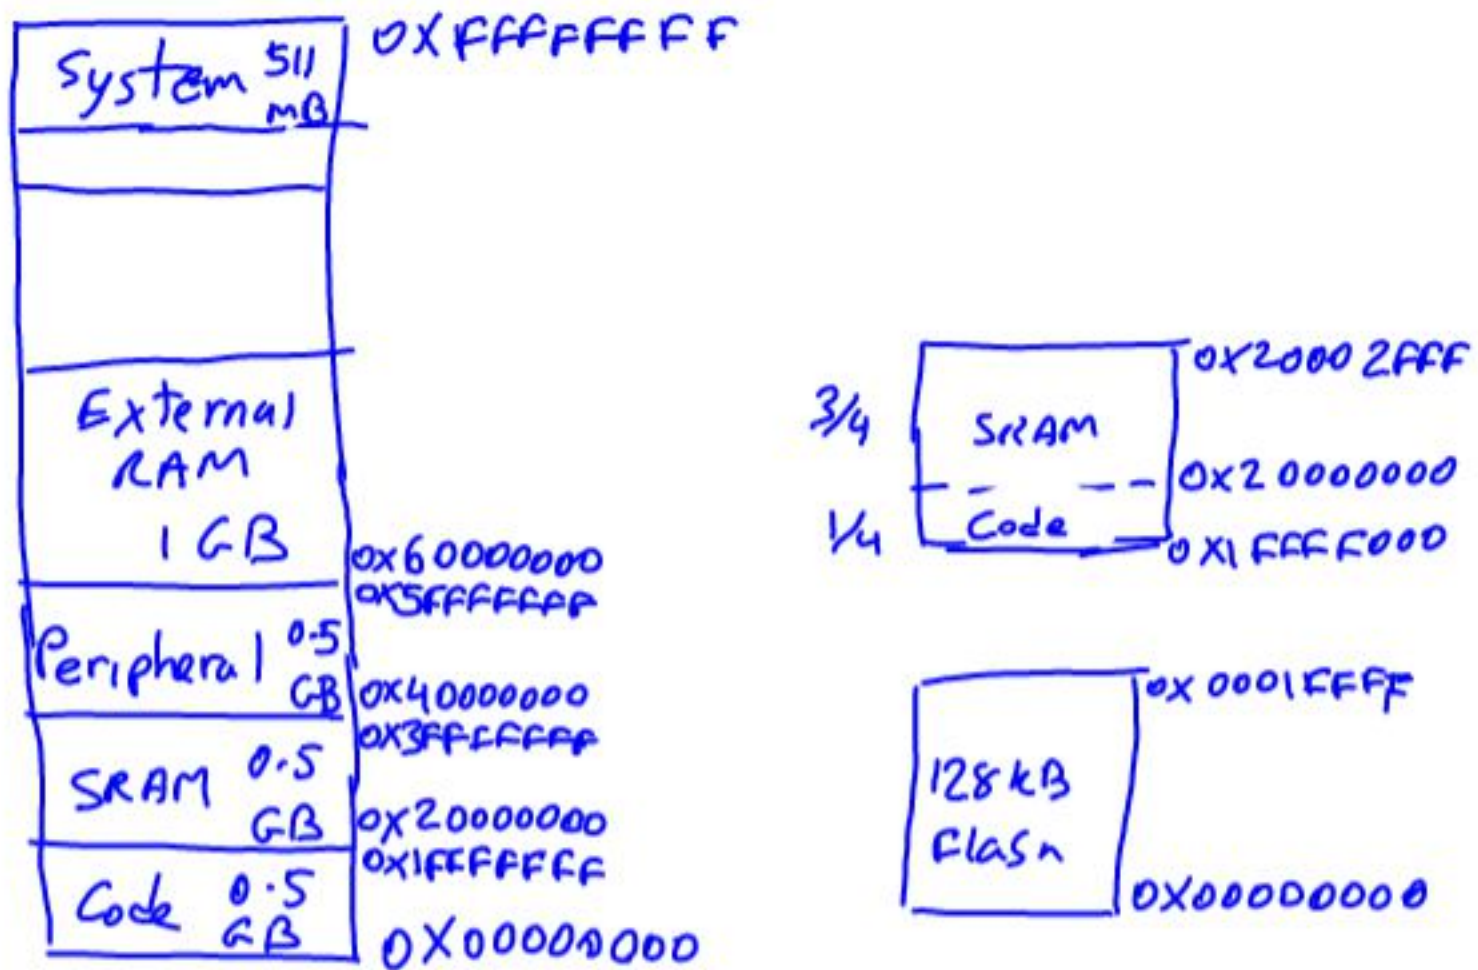 0XFFFFFFFF
System 511
mB
External
RAM
1 GB
0x60000000
0x5FFFFFFF
Peripheral 0.5
GB
0x40000000
0x3FFFFFFF
SRAM 0.5
GB
0x20000000
0x1FFFFFFF
Code 0.5
GB
0X00000000
0X20002FFF
3/4
SRAM
0x20000000
1/4
Code
0X1FFFF000
0x0001FFFF
128kB
Flash
0X00000000